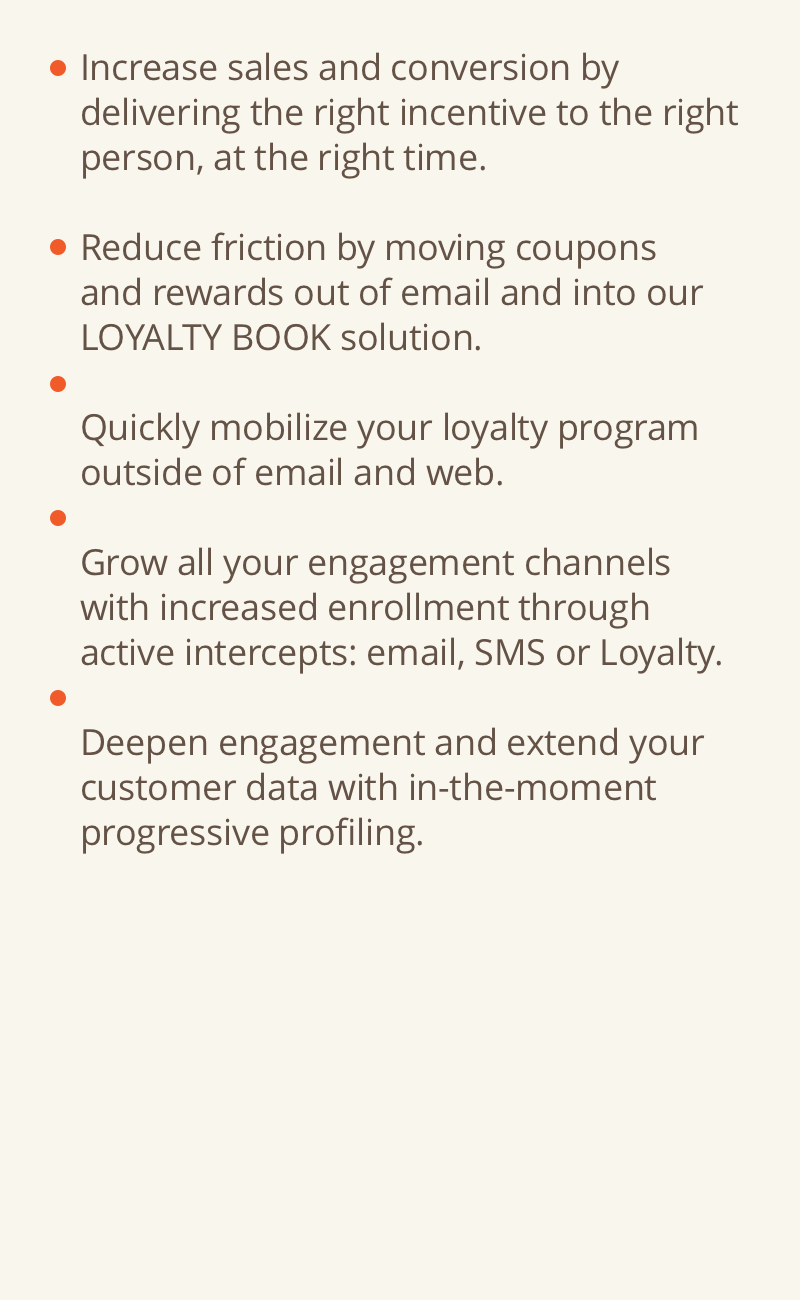 Increase sales and conversion by
delivering the right incentive to the right
person, at the right time.
Reduce friction by moving coupons
and rewards out of email and into our
LOYALTY BOOK solution.
Quickly mobilize your loyalty program
outside of email and web.
Grow all your engagement channels
with increased enrollment through
active intercepts: email, SMS or Loyalty.
Deepen engagement and extend your
customer data with in-the-moment
progressive profiling.